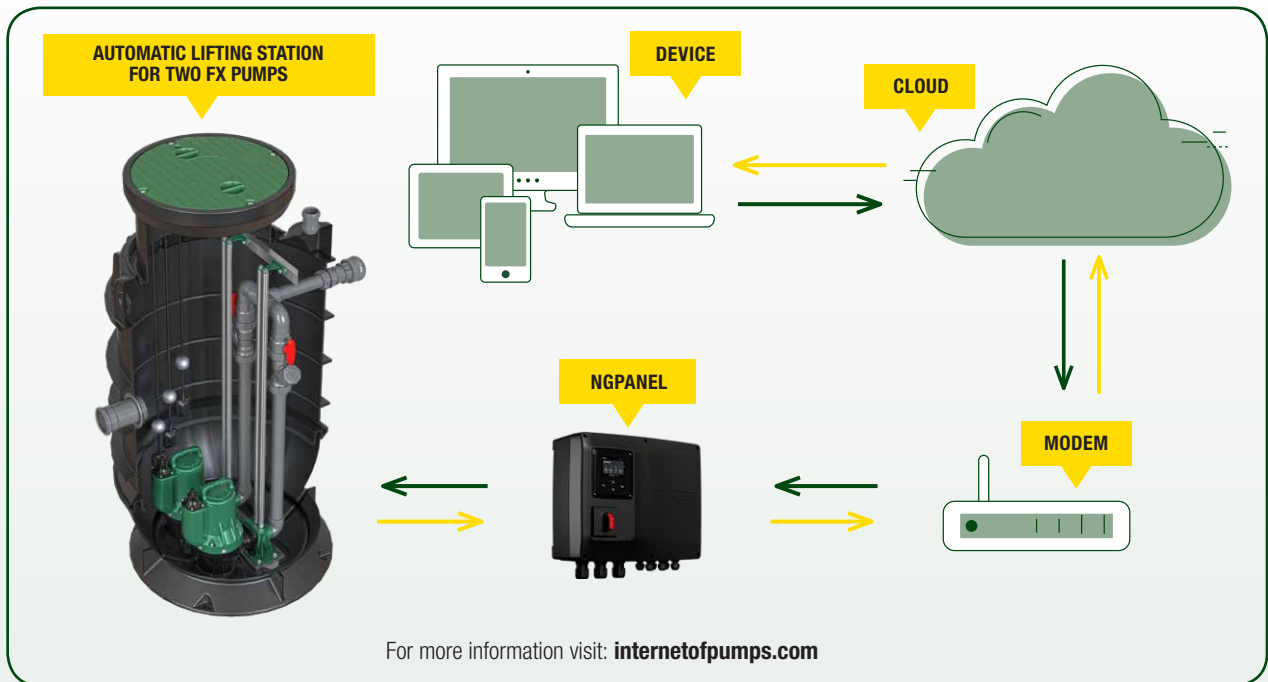 AUTOMATIC LIFTING STATION
FOR TWO FX PUMPS
DEVICE
CLOUD
NGPANEL
MODEM
For more information visit: internetofpumps.com